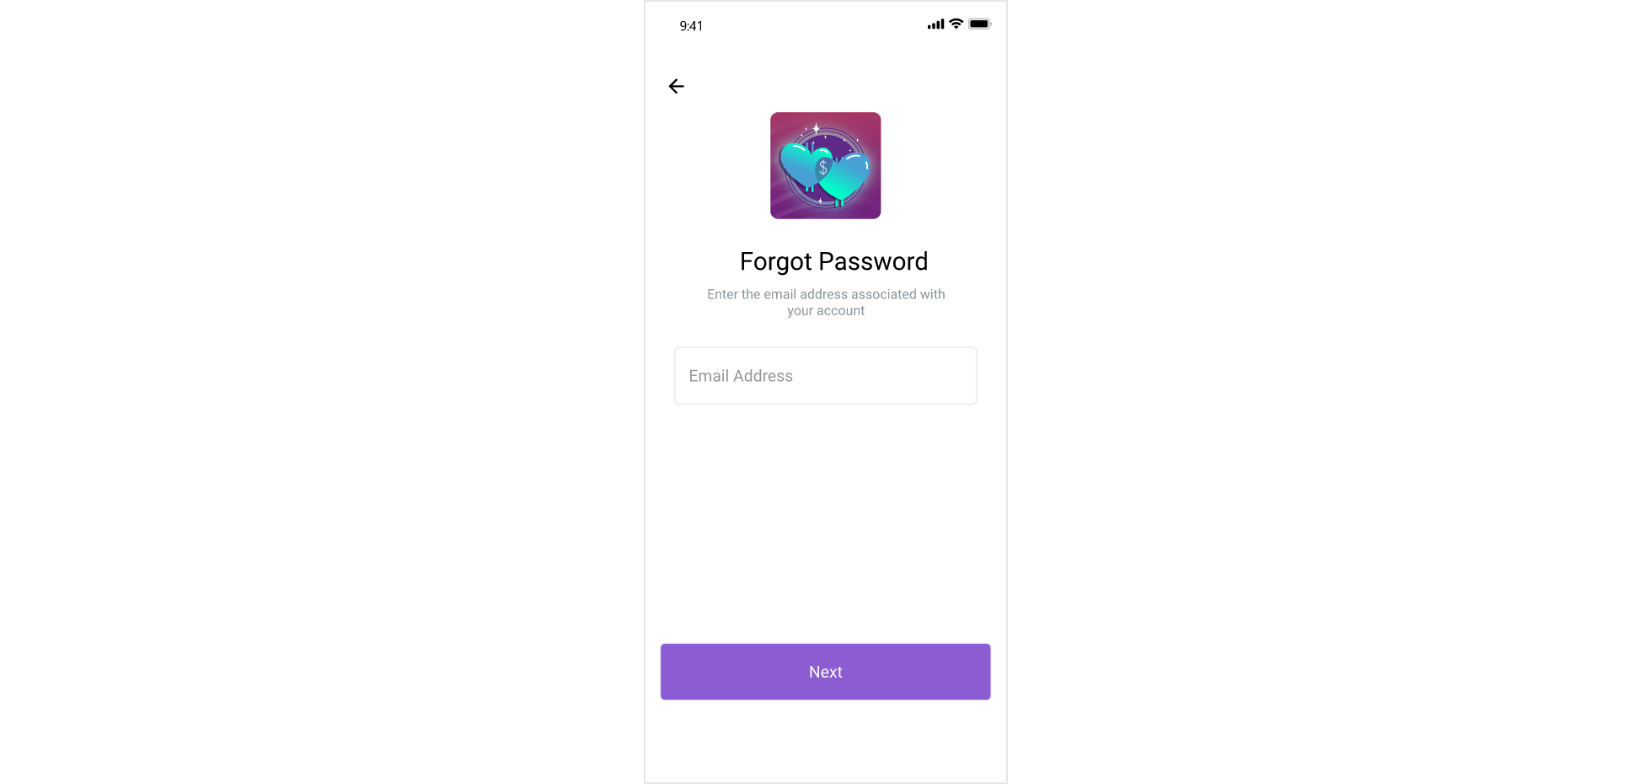 9:41
$
Forgot Password
Enter the email address associated with
your account
Email Address
Next